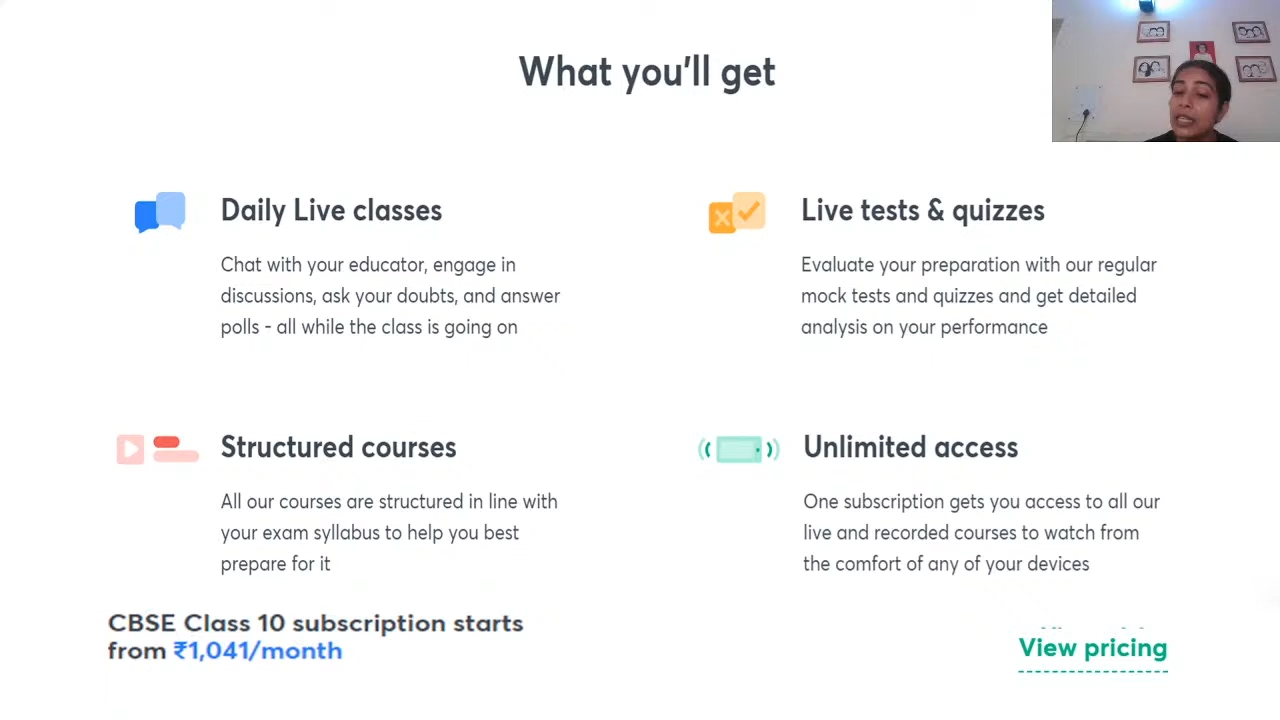 What you'll get
Daily Live classes
Chat with your educator, engage in
discussions, ask your doubts, and answer
polls - all while the class is going on
Live tests & quizzes
Evaluate your preparation with our regular
mock tests and quizzes and get detailed
analysis on your performance
Structured courses
All our courses are structured in line with
your exam syllabus to help you best
prepare for it
Unlimited access
One subscription gets you access to all our
live and recorded courses to watch from
the comfort of any of your devices
CBSE Class 10 subscription starts
from ₹1,041/month
View pricing